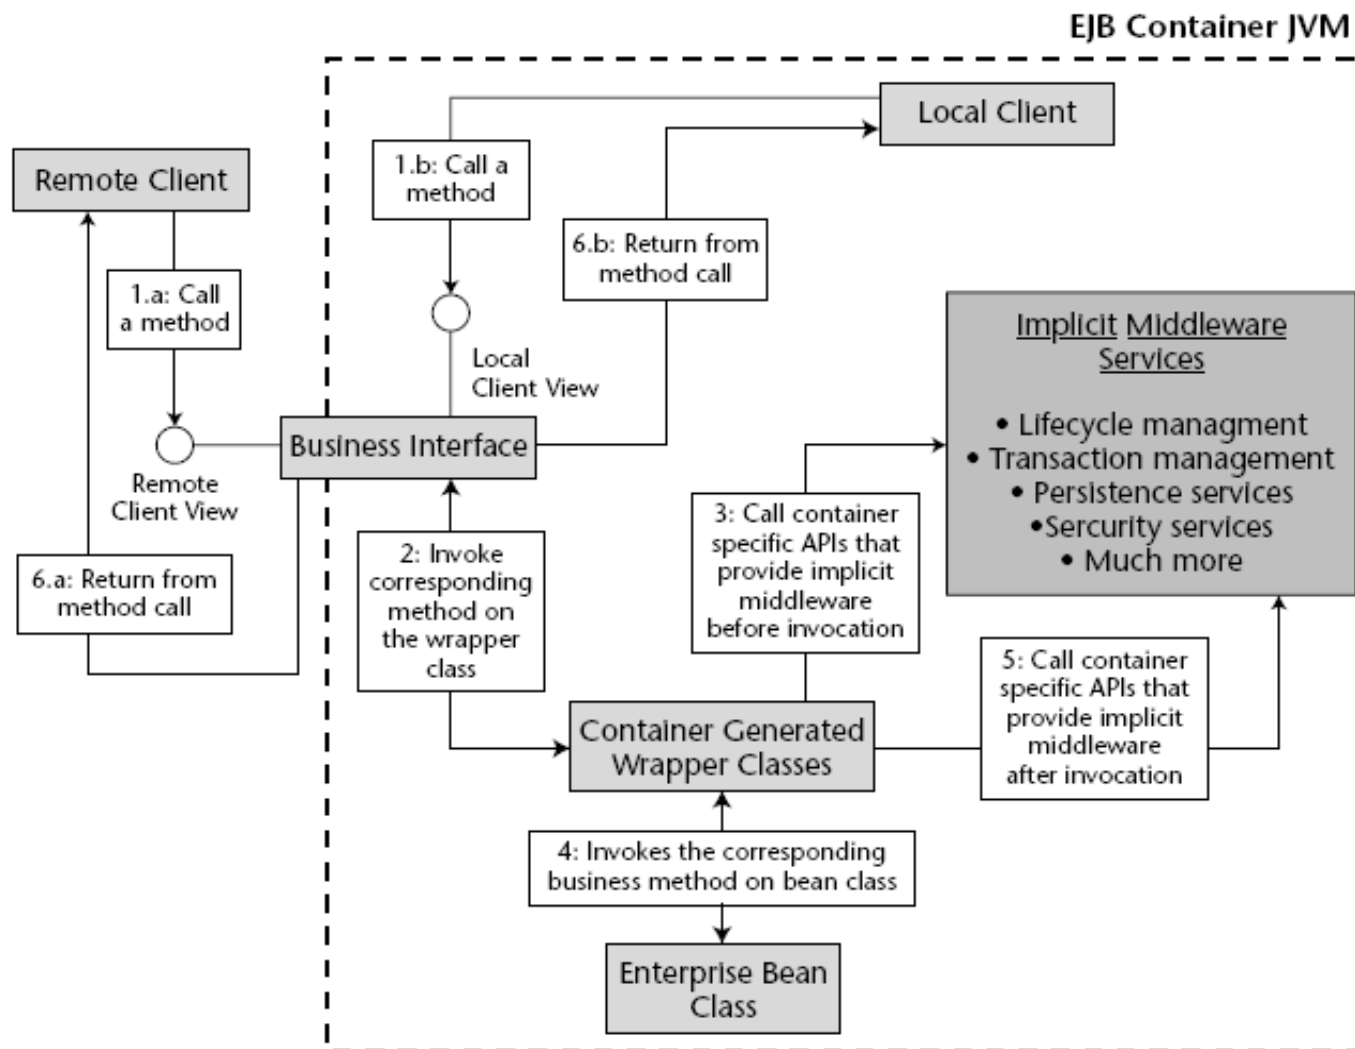 EJB Container JVM
Local Client
Remote Client
1.b: Call a
method
6.b: Return from
method call
1.a: Call
a method
Local
Client View
Implicit Middleware
Services
• Lifecycle managment
• Transaction management
• Persistence services
•Sercurity services
• Much more
Business Interface
Remote
Client View
2: Invoke
corresponding
method on
the wrapper
class
3: Call container
specific APIs that
provide implicit
middleware
before invocation
6.a: Return from
method call
5: Call container
specific APIs that
provide implicit
middleware
after invocation
Container Generated
Wrapper Classes
4: Invokes the corresponding
business method on bean class
Enterprise Bean
Class